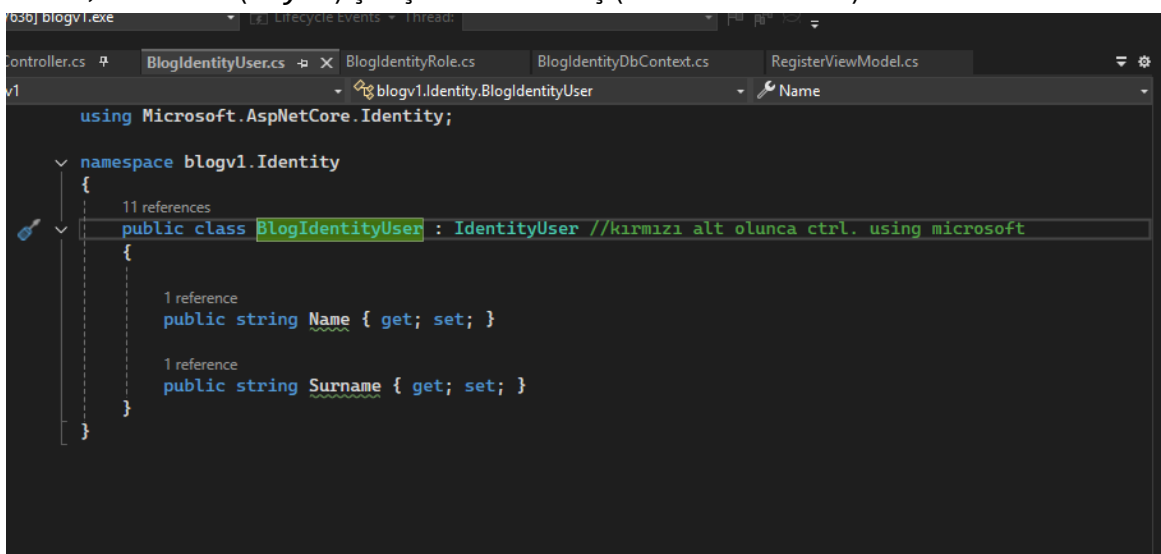 7636] blogv1.exe Lifecycle Events Thread:
Controller.cs BlogIdentityUser.cs BlogIdentityRole.cs BlogIdentityDbContext.cs RegisterViewModel.cs
v1 blogv1.Identity.BlogIdentityUser Name
using Microsoft.AspNetCore.Identity;
namespace blogv1.Identity
{
11 references
public class BlogIdentityUser : IdentityUser //kırmızı alt olunca ctrl. using microsoft
{
1 reference
public string Name { get; set; }
1 reference
public string Surname { get; set; }
}
}